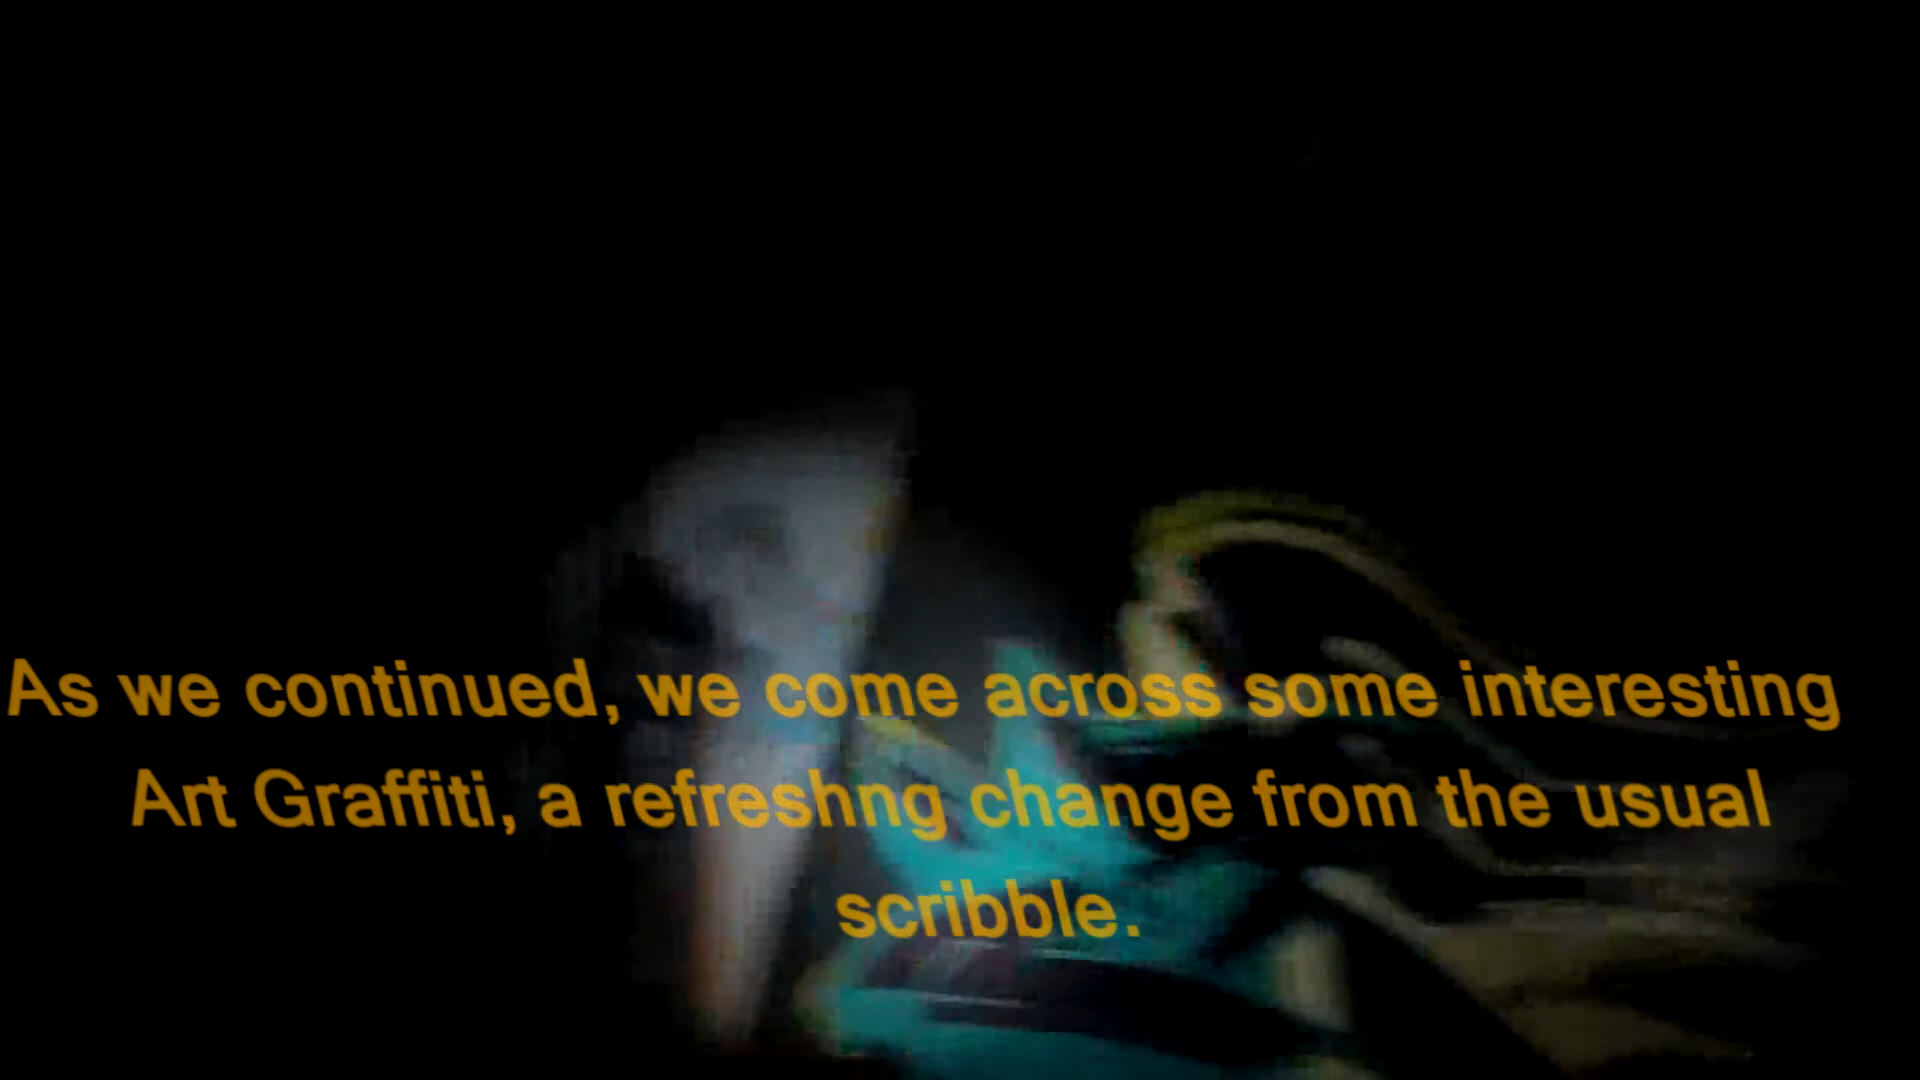 As we continued, we come across some interesting
Art Graffiti, a refreshng change from the usual
scribble.